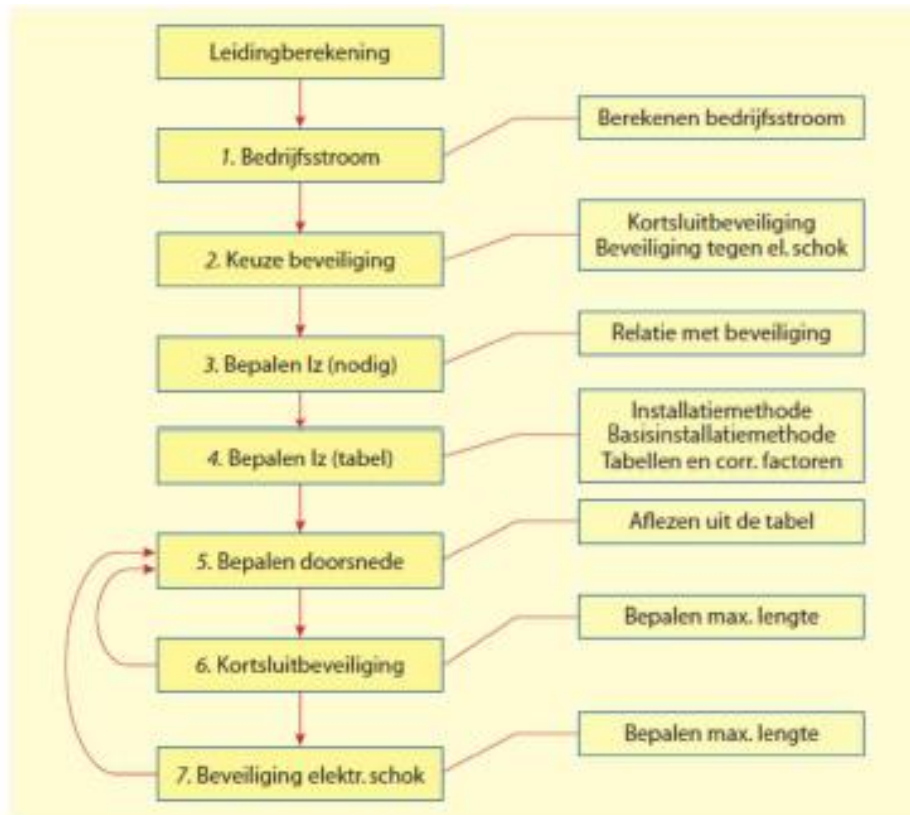 Leidingberekening
1. Bedrijfsstroom
Berekenen bedrijfsstroom
2. Keuze beveiliging
Kortsluitbeveiliging
Beveiliging tegen el. schok
3. Bepalen Iz (nodig)
Relatie met beveiliging
4. Bepalen Iz (tabel)
Installatiemethode
Basisinstallatiemethode
Tabellen en corr. factoren
5. Bepalen doorsnede
Aflezen uit de tabel
6. Kortsluitbeveiliging
Bepalen max. lengte
7. Beveiliging elektr. schok
Bepalen max. lengte